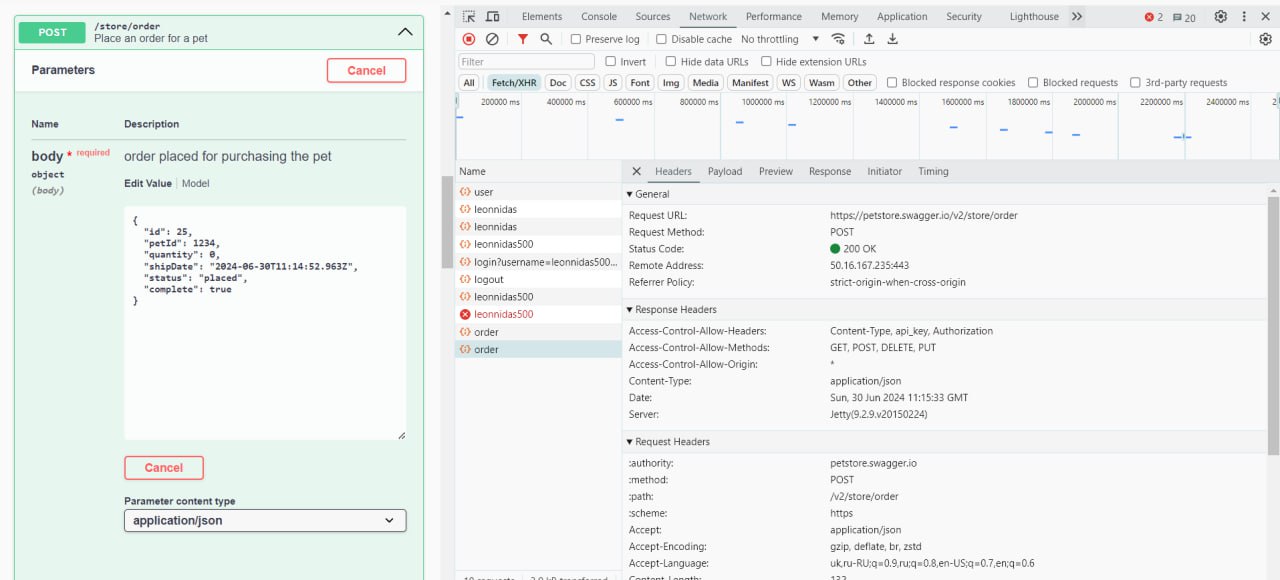 POST
/store/order
Place an order for a pet
Parameters
Cancel
Name
Description
body * required
object
(body)
order placed for purchasing the pet
Edit Value | Model
{
  "id": 25,
  "petId": 1234,
  "quantity": 0,
  "shipDate": "2024-06-30T11:14:52.963Z",
  "status": "placed",
  "complete": true
}
Cancel
Parameter content type
application/json
Elements Console Sources Network Performance Memory Application Security Lighthouse 2 20
Preserve log Disable cache No throttling
Filter Invert Hide data URLs Hide extension URLs
All Fetch/XHR Doc CSS JS Font Img Media Manifest WS Wasm Other Blocked response cookies Blocked requests 3rd-party requests
200000 ms 400000 ms 600000 ms 800000 ms 1000000 ms 1200000 ms 1400000 ms 1600000 ms 1800000 ms 2000000 ms 2200000 ms 2400000 ms
Name
user
leonnidas
leonnidas
leonnidas500
login?username=leonnidas500...
logout
leonnidas500
leonnidas500
order
order
Headers Payload Preview Response Initiator Timing
General
Request URL: https://petstore.swagger.io/v2/store/order
Request Method: POST
Status Code: 200 OK
Remote Address: 50.16.167.235:443
Referrer Policy: strict-origin-when-cross-origin
Response Headers
Access-Control-Allow-Headers: Content-Type, api_key, Authorization
Access-Control-Allow-Methods: GET, POST, DELETE, PUT
Access-Control-Allow-Origin: *
Content-Type: application/json
Date: Sun, 30 Jun 2024 11:15:33 GMT
Server: Jetty(9.2.9.v20150224)
Request Headers
:authority: petstore.swagger.io
:method: POST
:path: /v2/store/order
:scheme: https
Accept: application/json
Accept-Encoding: gzip, deflate, br, zstd
Accept-Language: uk,ru-RU;q=0.9,ru;q=0.8,en-US;q=0.7,en;q=0.6